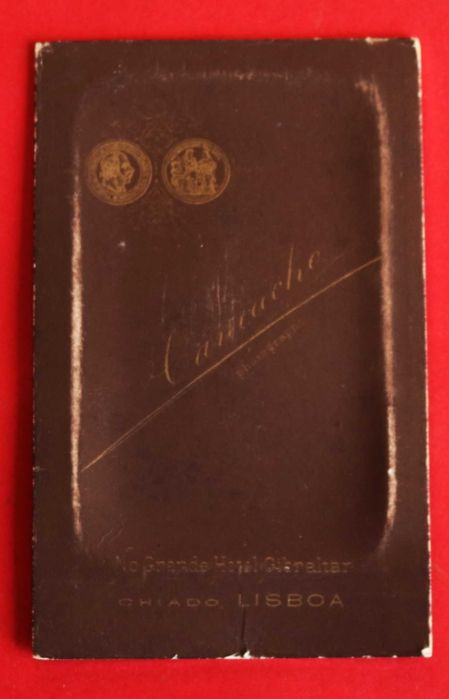 Camacho
Photographo
No Grande Hotel Gibraltar
CHIADO, LISBOA